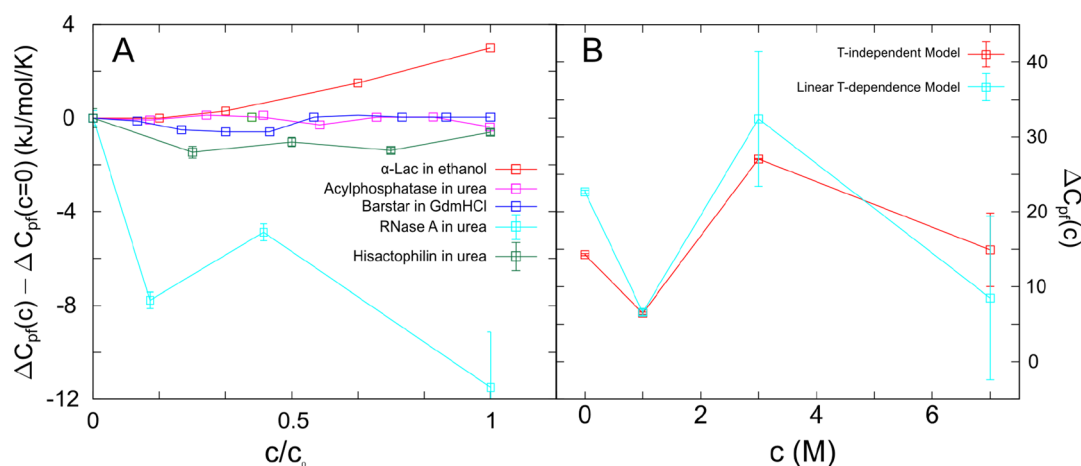 A
ΔCpf(c) − ΔCpf(c=0) (kJ/mol/K)
4
0
-4
-8
-12
α-Lac in ethanol
Acylphosphatase in urea
Barstar in GdmHCl
RNase A in urea
Hisactophilin in urea
0
0.5
1
c/c₀
B
T-independent Model
Linear T-dependence Model
40
30
20
10
0
ΔCpf(c)
0
2
4
6
c (M)